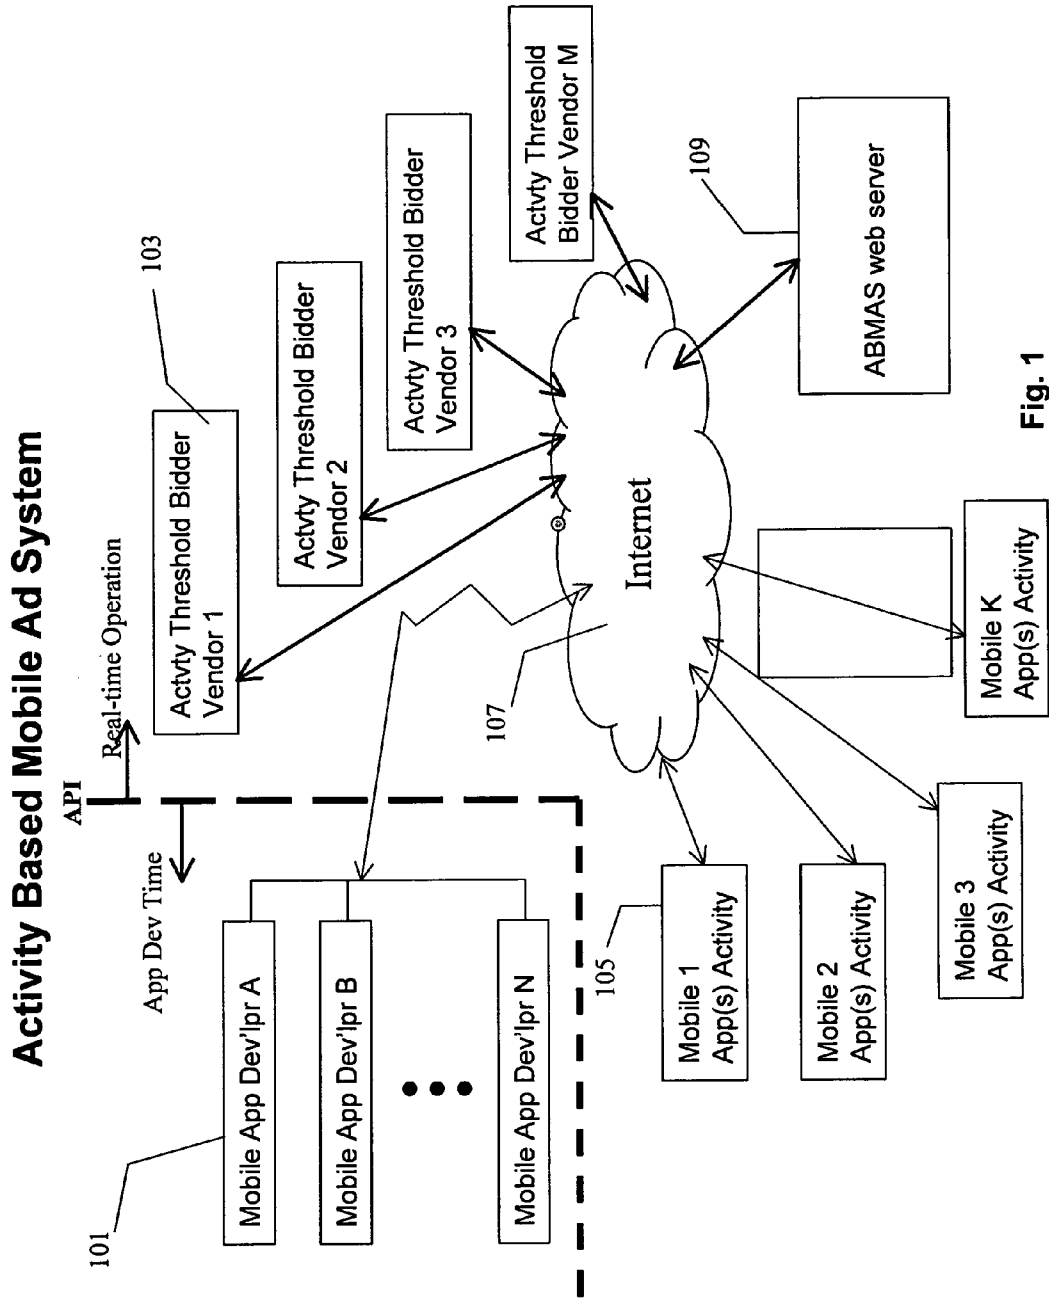 Activity Based Mobile Ad System
API
App Dev Time
Real-time Operation
101
Mobile App Dev'lpr A
Mobile App Dev'lpr B
Mobile App Dev'lpr N
103
Actvty Threshold Bidder
Vendor 1
Actvty Threshold Bidder
Vendor 2
Actvty Threshold Bidder
Vendor 3
Actvty Threshold
Bidder Vendor M
107
Internet
109
ABMAS web server
105
Mobile 1
App(s) Activity
Mobile 2
App(s) Activity
Mobile 3
App(s) Activity
Mobile K
App(s) Activity
Fig. 1